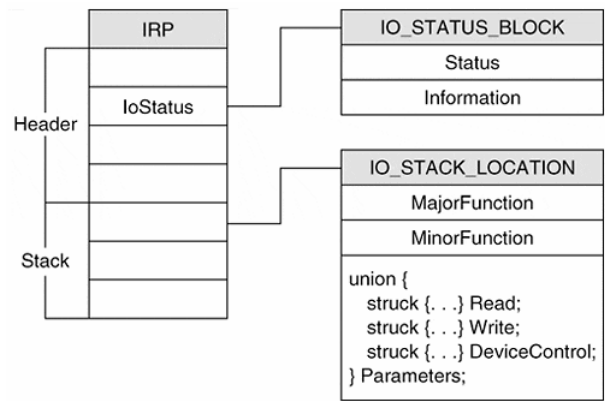 IRP
IoStatus
Header
Stack
IO_STATUS_BLOCK
Status
Information
IO_STACK_LOCATION
MajorFunction
MinorFunction
union {
struck {. . .} Read;
struck {. . .} Write;
struck {. . .} DeviceControl;
} Parameters;